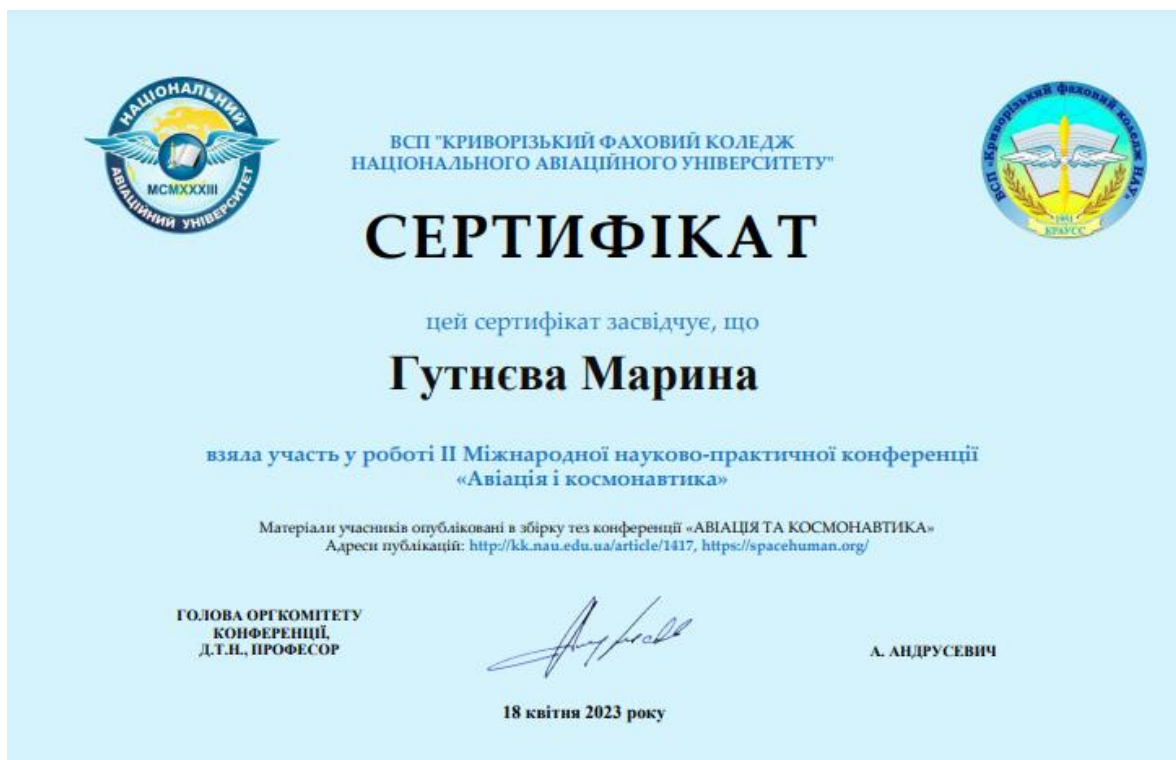 НАЦІОНАЛЬНИЙ
АВІАЦІЙНИЙ УНІВЕРСИТЕТ
MCMXXXIII
ВСП "КРИВОРІЗЬКИЙ ФАХОВИЙ КОЛЕДЖ
НАЦІОНАЛЬНОГО АВІАЦІЙНОГО УНІВЕРСИТЕТУ"
ВСП «Криворізький фаховий коледж НАУ»
1951
КРАУСС
СЕРТИФІКАТ
цей сертифікат засвідчує, що
Гутнєва Марина
взяла участь у роботі ІІ Міжнародної науково-практичної конференції
«Авіація і космонавтика»
Матеріали учасників опубліковані в збірку тез конференції «АВІАЦІЯ ТА КОСМОНАВТИКА»
Адреси публікацій: http://kk.nau.edu.ua/article/1417, https://spacehuman.org/
ГОЛОВА ОРГКОМІТЕТУ
КОНФЕРЕНЦІЇ,
Д.Т.Н., ПРОФЕСОР
А. АНДРУСЕВИЧ
18 квітня 2023 року